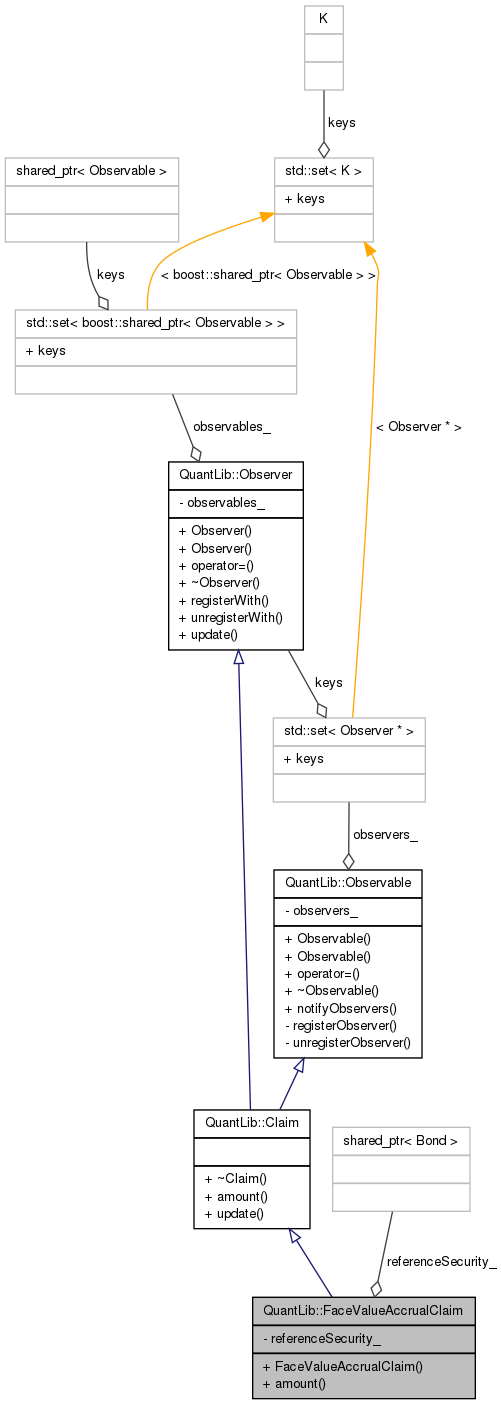 K
keys
shared_ptr< Observable >
std::set< K >
+ keys
keys
< boost::shared_ptr< Observable > >
std::set< boost::shared_ptr< Observable > >
+ keys
< Observer * >
observables_
QuantLib::Observer
- observables_
+ Observer()
+ Observer()
+ operator=()
+ ~Observer()
+ registerWith()
+ unregisterWith()
+ update()
keys
std::set< Observer * >
+ keys
observers_
QuantLib::Observable
- observers_
+ Observable()
+ Observable()
+ operator=()
+ ~Observable()
+ notifyObservers()
- registerObserver()
- unregisterObserver()
QuantLib::Claim
+ ~Claim()
+ amount()
+ update()
shared_ptr< Bond >
referenceSecurity_
QuantLib::FaceValueAccrualClaim
- referenceSecurity_
+ FaceValueAccrualClaim()
+ amount()